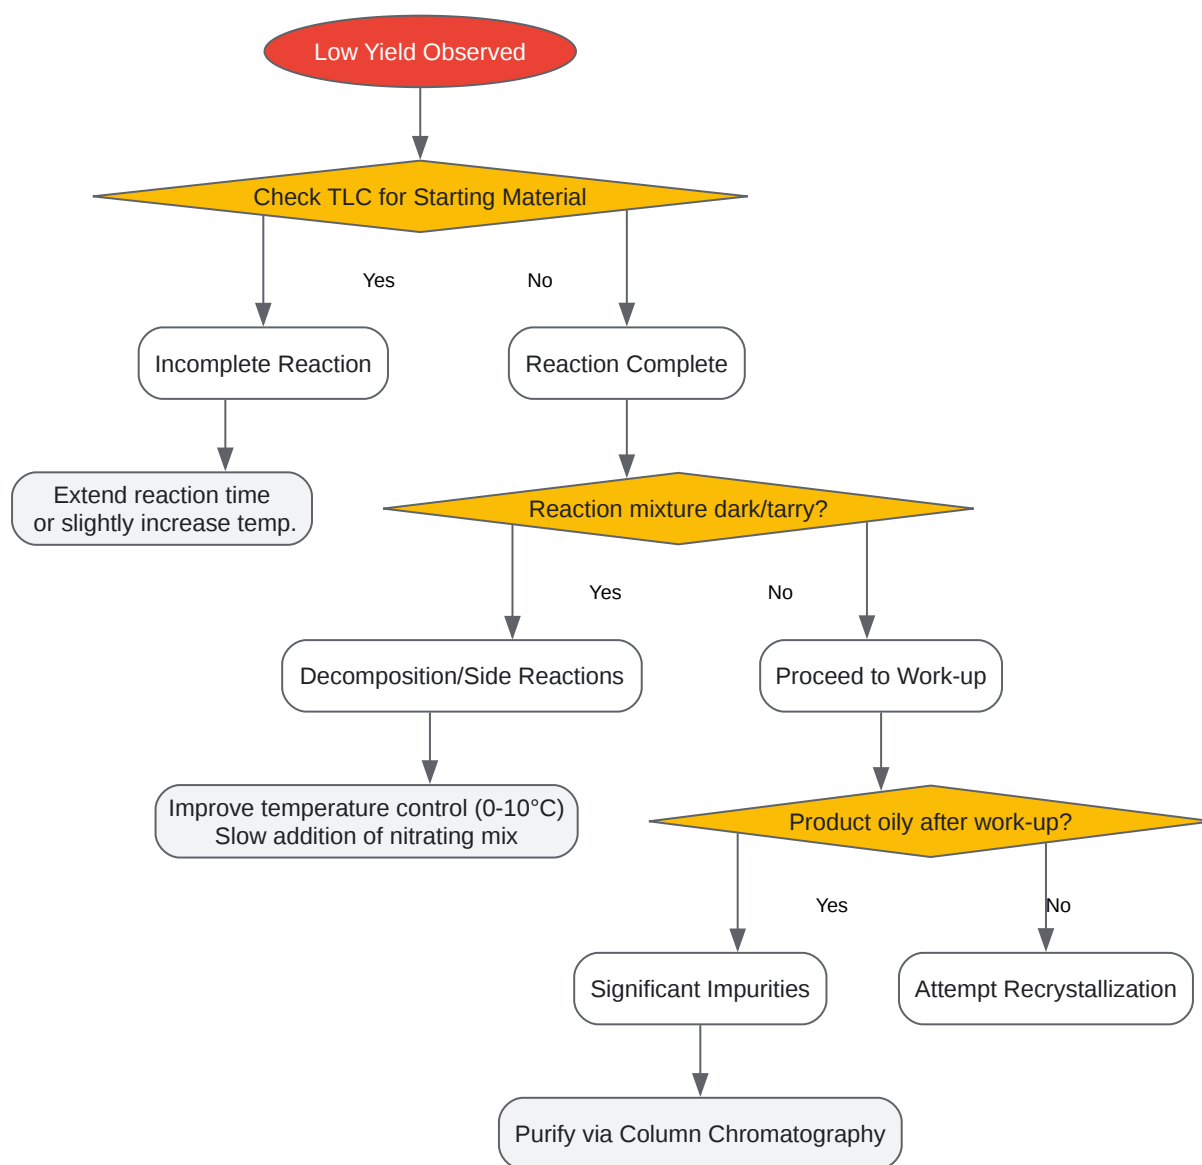 Low Yield Observed
Check TLC for Starting Material
Yes
No
Incomplete Reaction
Reaction Complete
Extend reaction time
or slightly increase temp.
Reaction mixture dark/tarry?
Yes
No
Decomposition/Side Reactions
Proceed to Work-up
Improve temperature control (0-10°C)
Slow addition of nitrating mix
Product oily after work-up?
Yes
No
Significant Impurities
Attempt Recrystallization
Purify via Column Chromatography